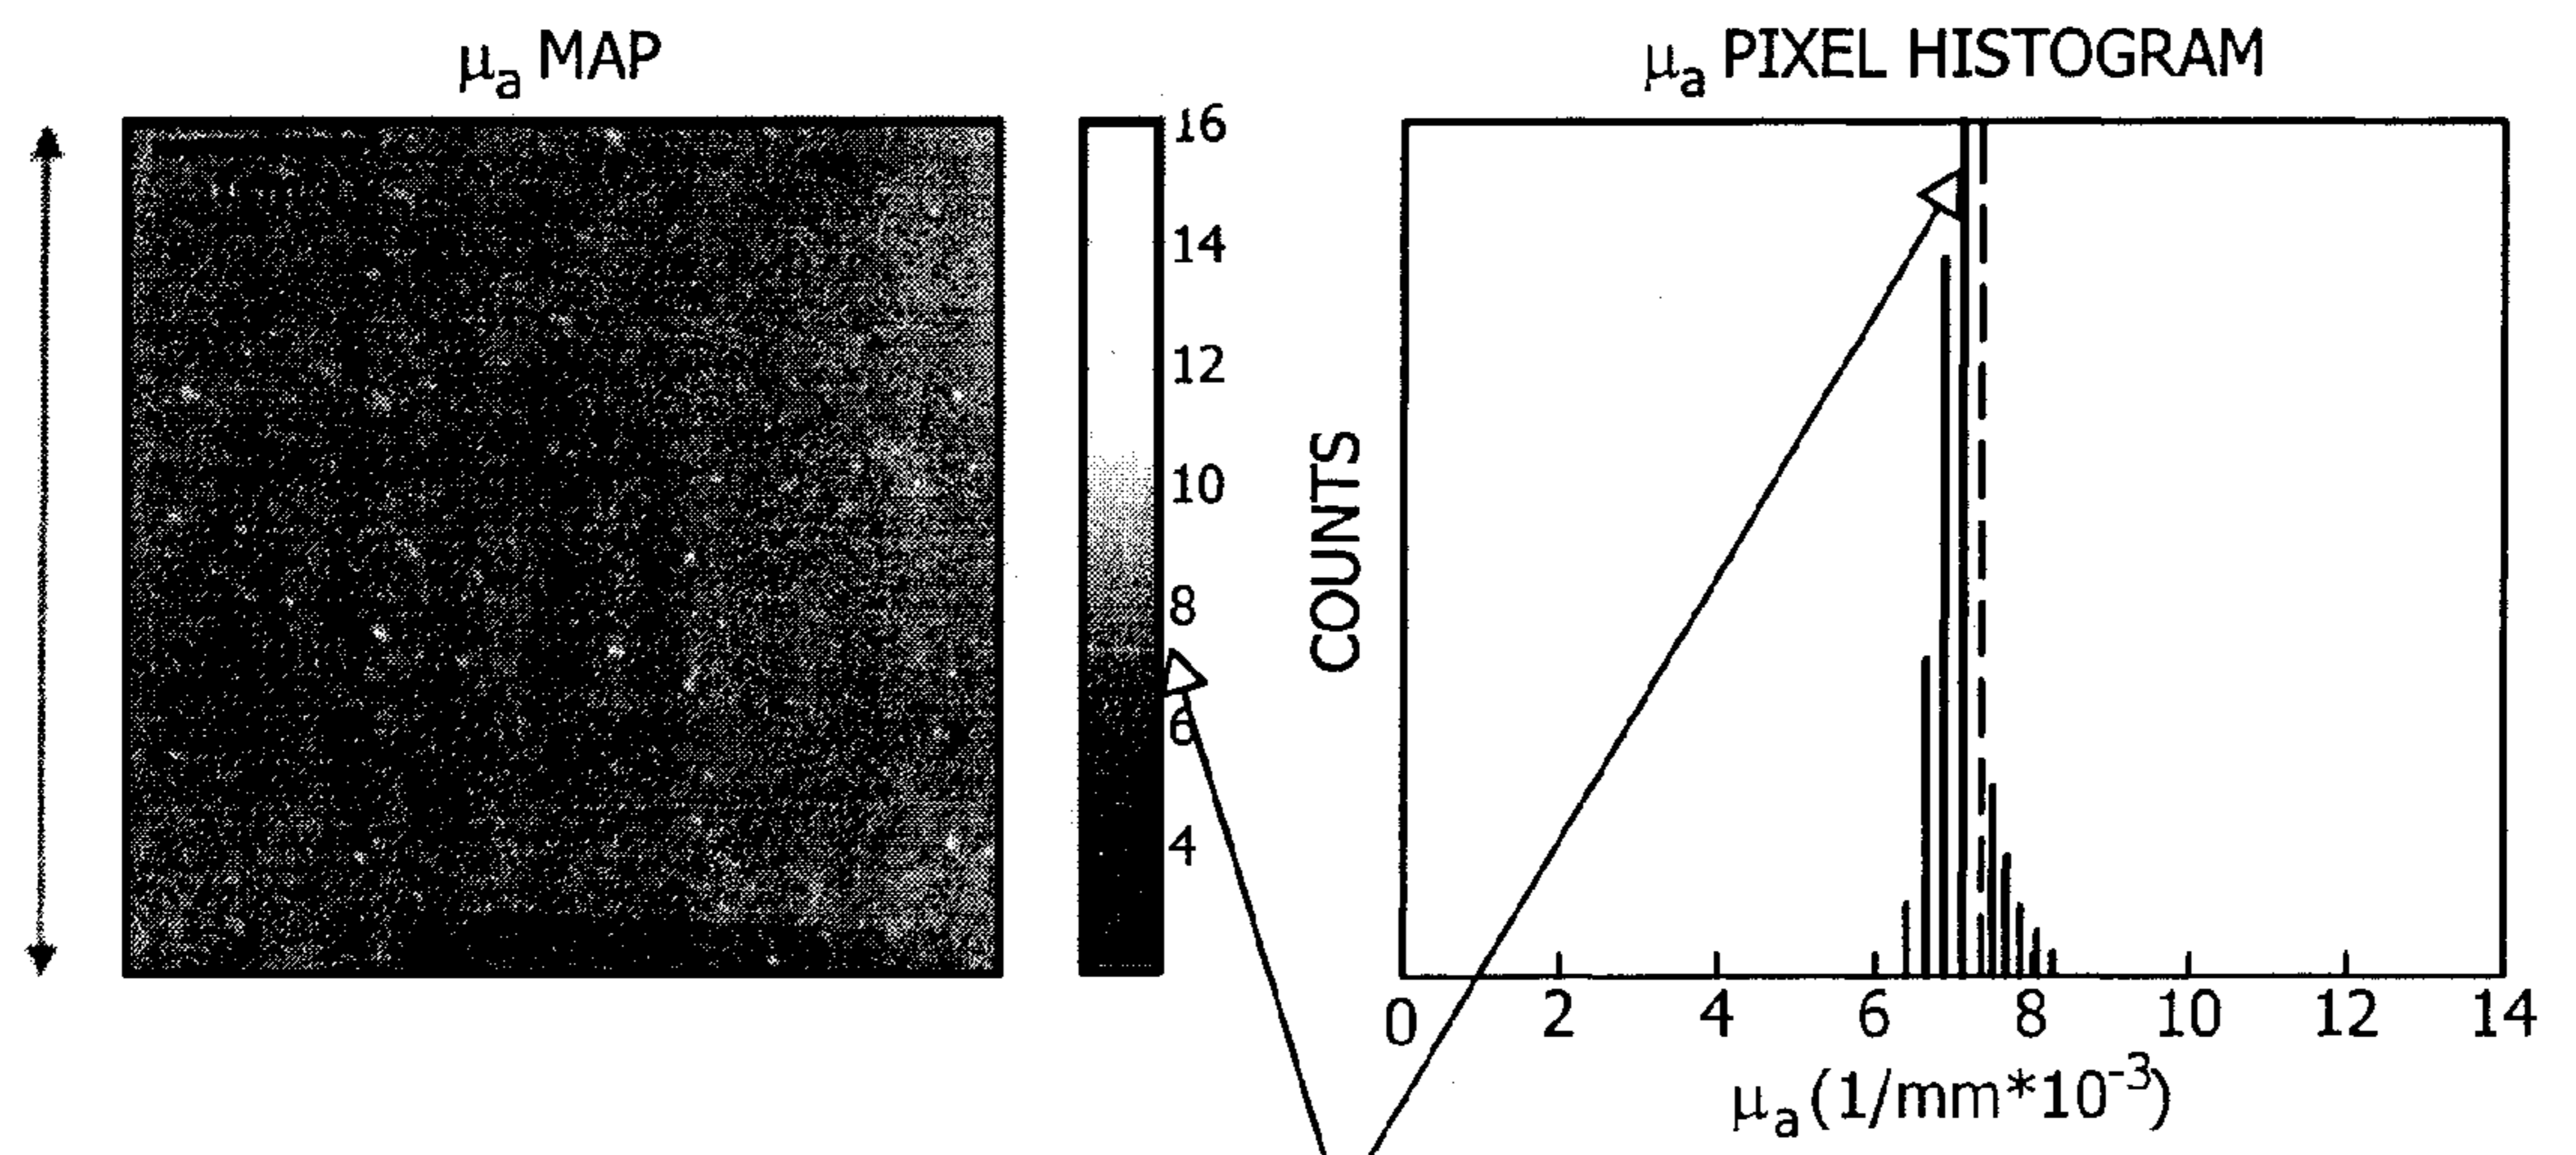 μa MAP
16
14
12
10
8
6
4
μa PIXEL HISTOGRAM
COUNTS
0 2 4 6 8 10 12 14
μa (1/mm*10-3)